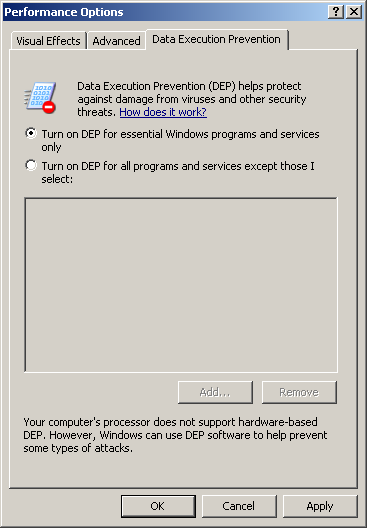 Performance Options
Visual Effects
Advanced
Data Execution Prevention
Data Execution Prevention (DEP) helps protect
against damage from viruses and other security
threats. How does it work?
Turn on DEP for essential Windows programs and services
only
Turn on DEP for all programs and services except those I
select:
Add...
Remove
Your computer's processor does not support hardware-based
DEP. However, Windows can use DEP software to help prevent
some types of attacks.
OK
Cancel
Apply